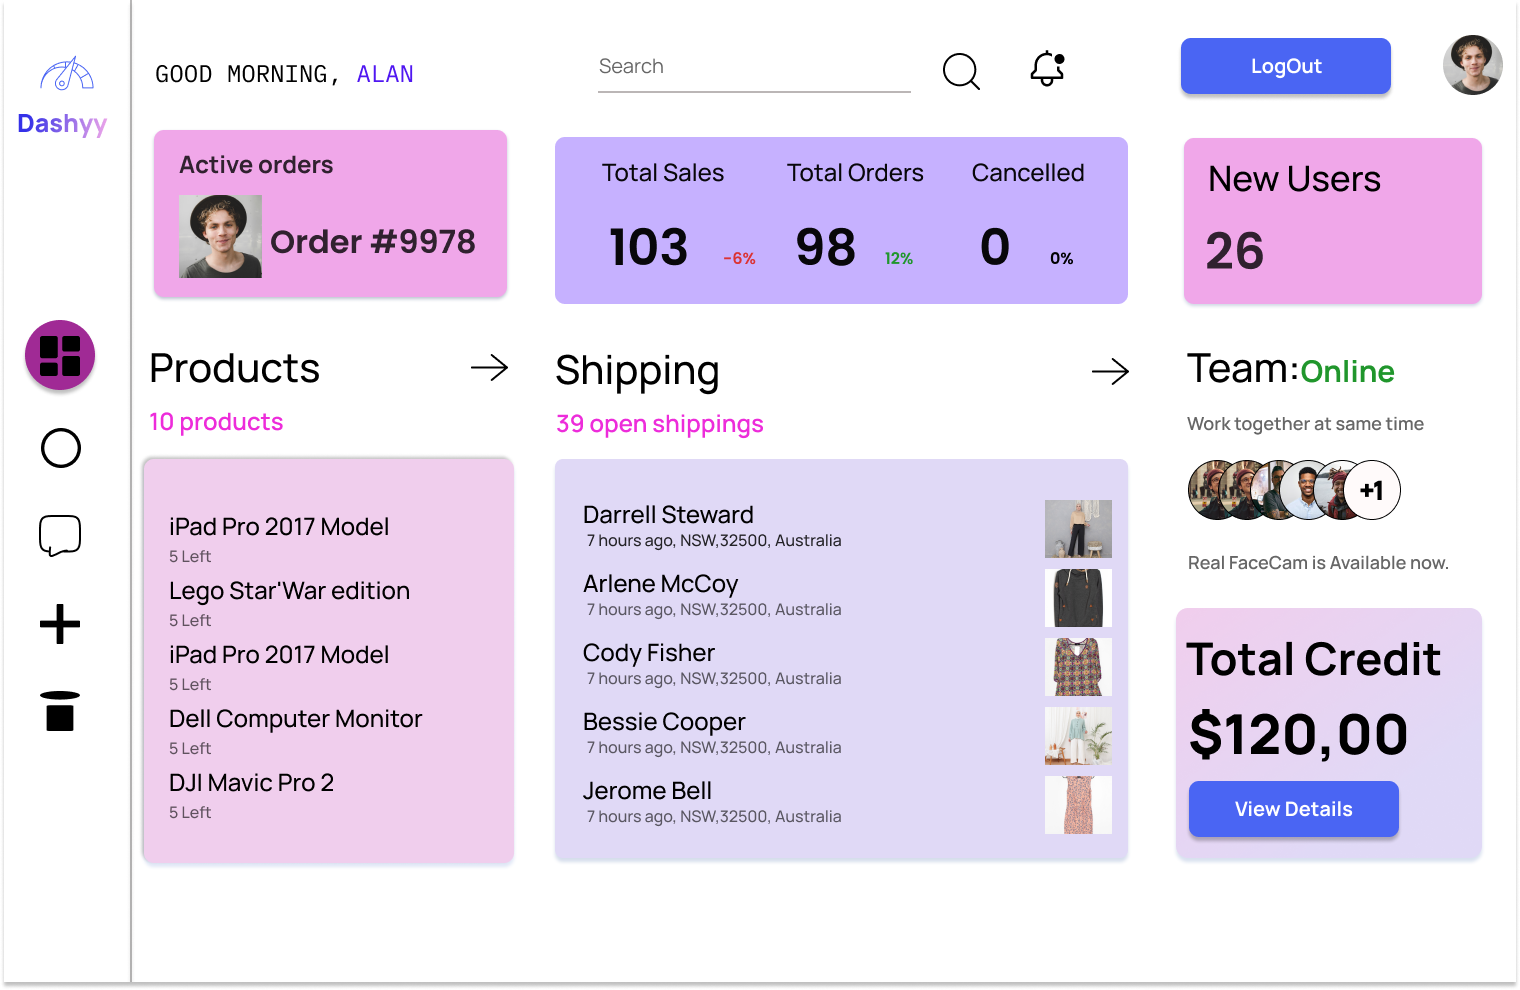 Dashyy
GOOD MORNING, ALAN
Search
LogOut
Active orders
Order #9978
Total Sales
103
-6%
Total Orders
98
12%
Cancelled
0
0%
New Users
26
Products
10 products
iPad Pro 2017 Model
5 Left
Lego Star'War edition
5 Left
iPad Pro 2017 Model
5 Left
Dell Computer Monitor
5 Left
DJI Mavic Pro 2
5 Left
Shipping
39 open shippings
Darrell Steward
7 hours ago, NSW,32500, Australia
Arlene McCoy
7 hours ago, NSW,32500, Australia
Cody Fisher
7 hours ago, NSW,32500, Australia
Bessie Cooper
7 hours ago, NSW,32500, Australia
Jerome Bell
7 hours ago, NSW,32500, Australia
Team:Online
Work together at same time
+1
Real FaceCam is Available now.
Total Credit
$120,00
View Details